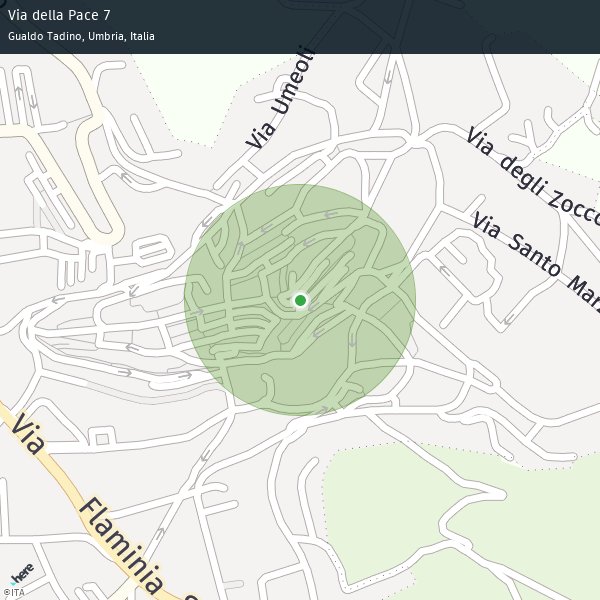 Via della Pace 7
Gualdo Tadino, Umbria, Italia
Via Umeoli
Via degli Zocco
Via Santo Mar
Via Flaminia
here
©ITA